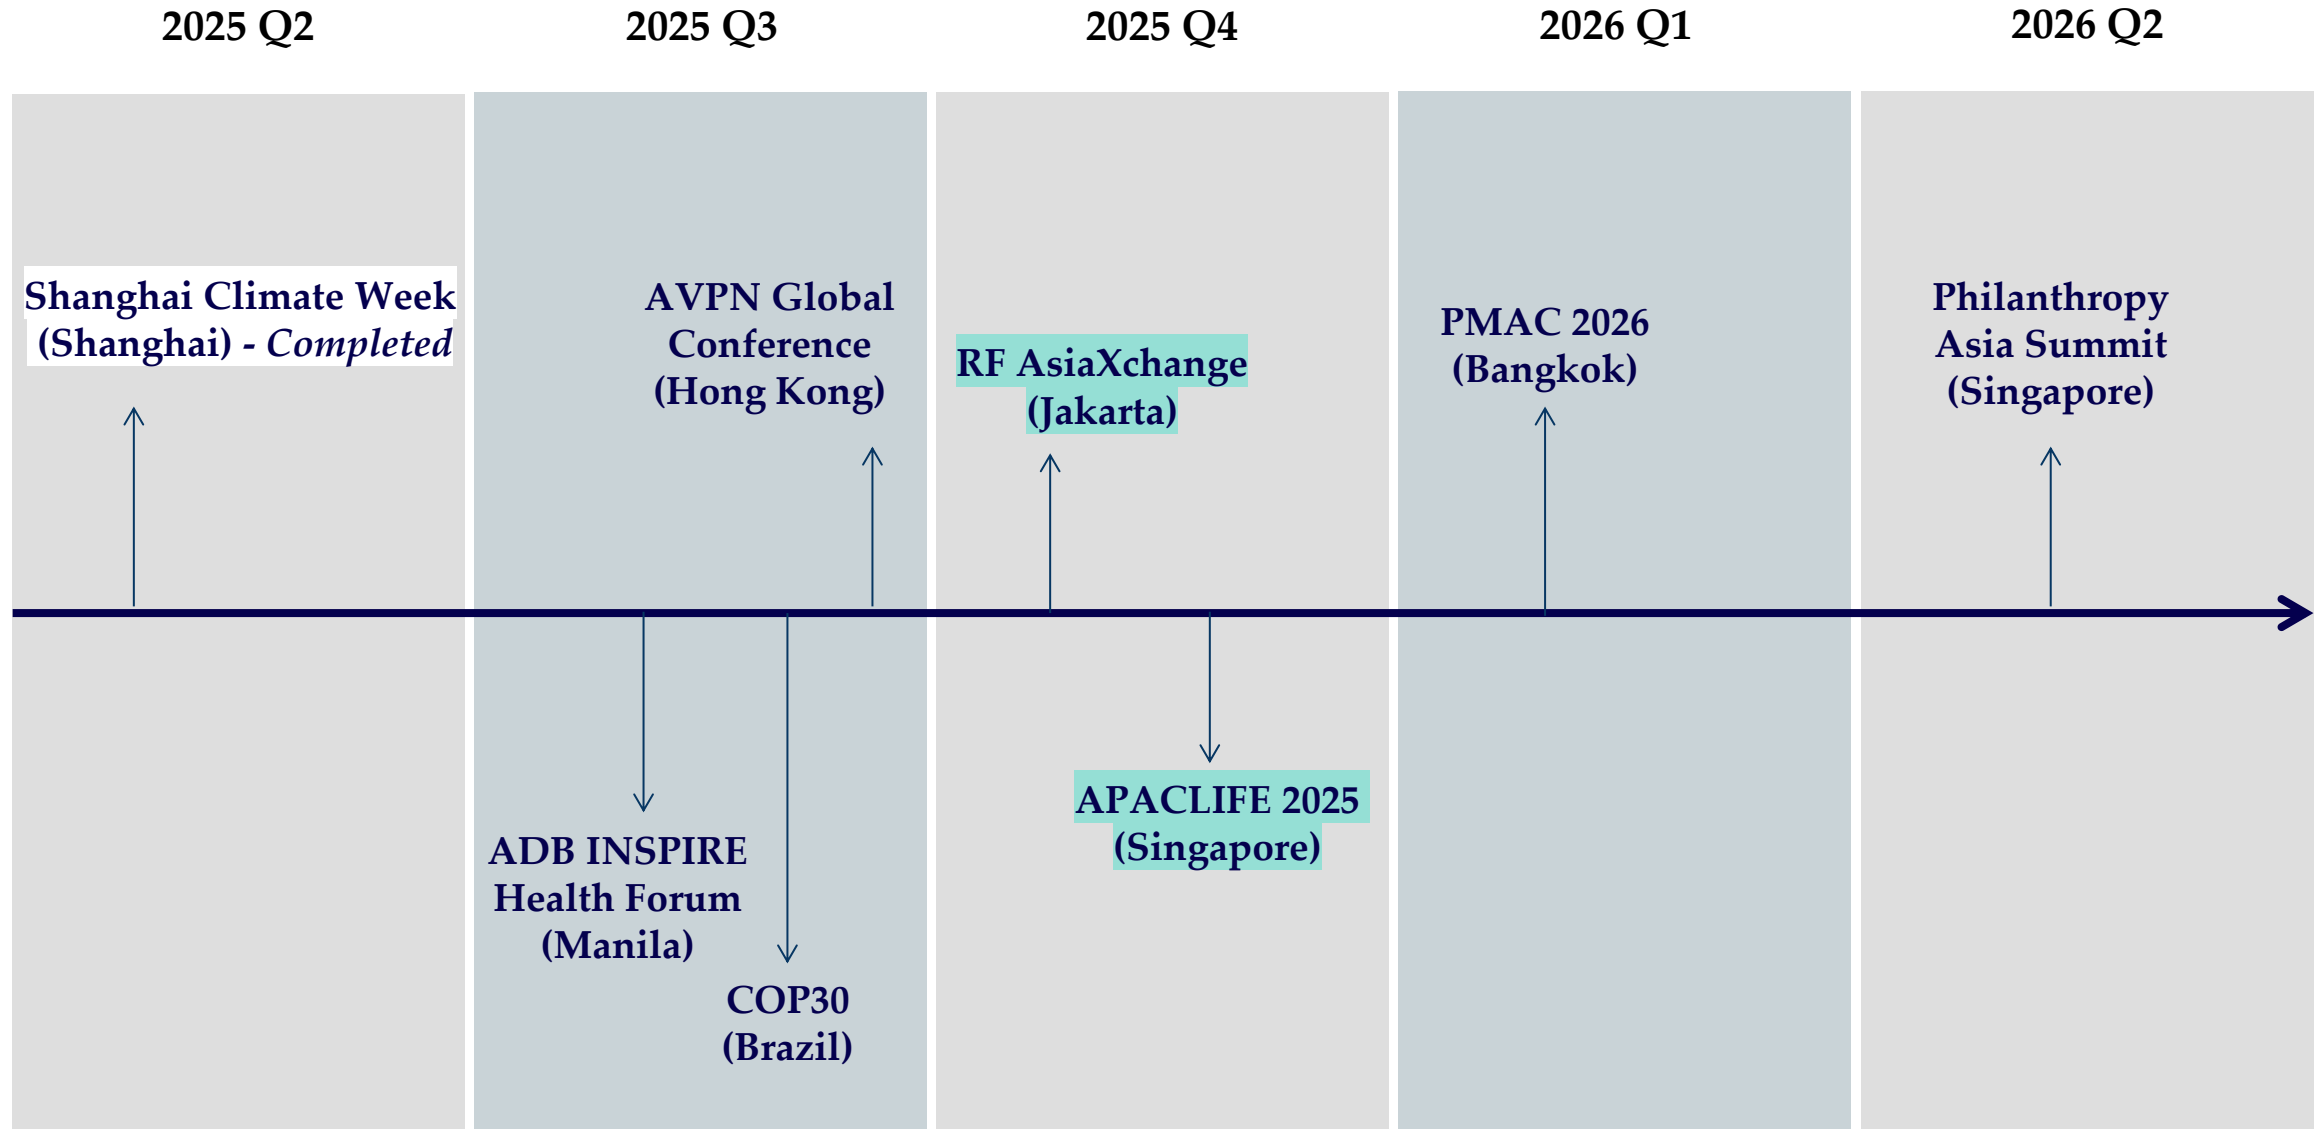 2025 Q2
2025 Q3
2025 Q4
2026 Q1
2026 Q2
Shanghai Climate Week
(Shanghai) - Completed
AVPN Global
Conference
(Hong Kong)
RF AsiaXchange
(Jakarta)
PMAC 2026
(Bangkok)
Philanthropy
Asia Summit
(Singapore)
ADB INSPIRE
Health Forum
(Manila)
COP30
(Brazil)
APACLIFE 2025
(Singapore)